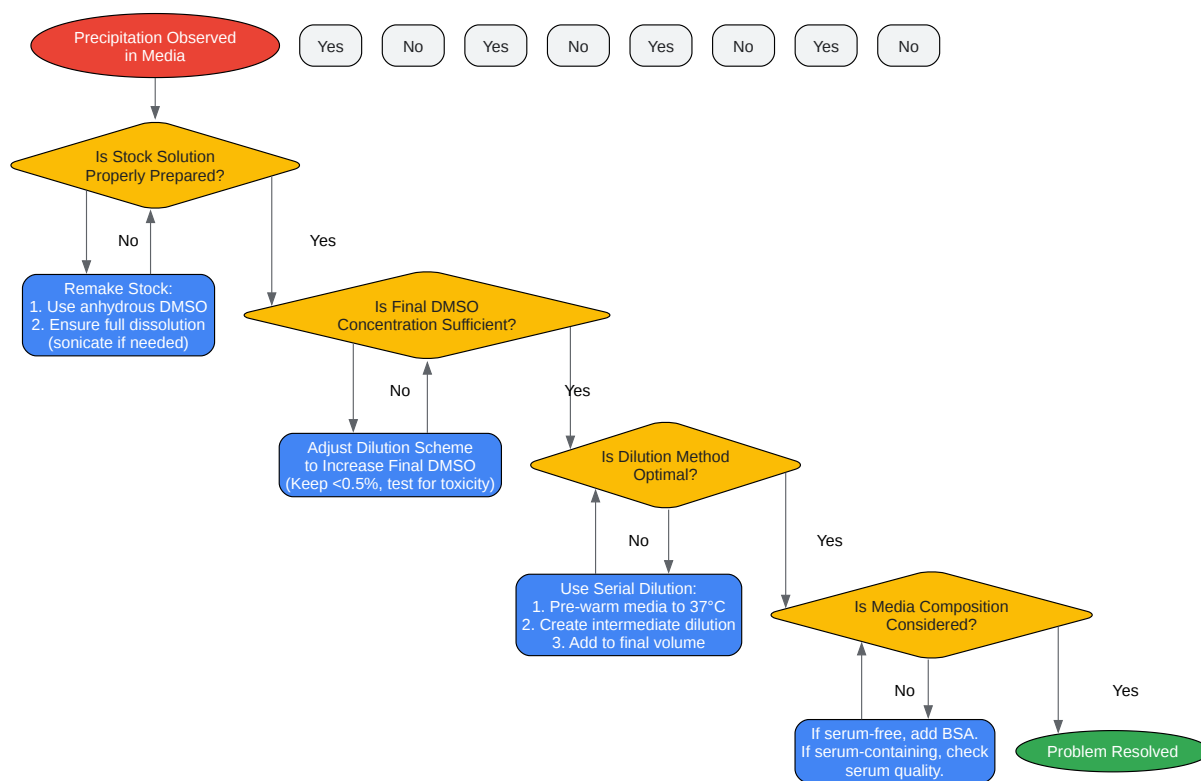 Precipitation Observed
in Media
Yes
No
Yes
No
Yes
No
Yes
No
Is Stock Solution
Properly Prepared?
No
Yes
Remake Stock:
1. Use anhydrous DMSO
2. Ensure full dissolution
(sonicate if needed)
Is Final DMSO
Concentration Sufficient?
No
Yes
Adjust Dilution Scheme
to Increase Final DMSO
(Keep <0.5%, test for toxicity)
Is Dilution Method
Optimal?
No
Yes
Use Serial Dilution:
1. Pre-warm media to 37°C
2. Create intermediate dilution
3. Add to final volume
Is Media Composition
Considered?
No
Yes
If serum-free, add BSA.
If serum-containing, check
serum quality.
Problem Resolved